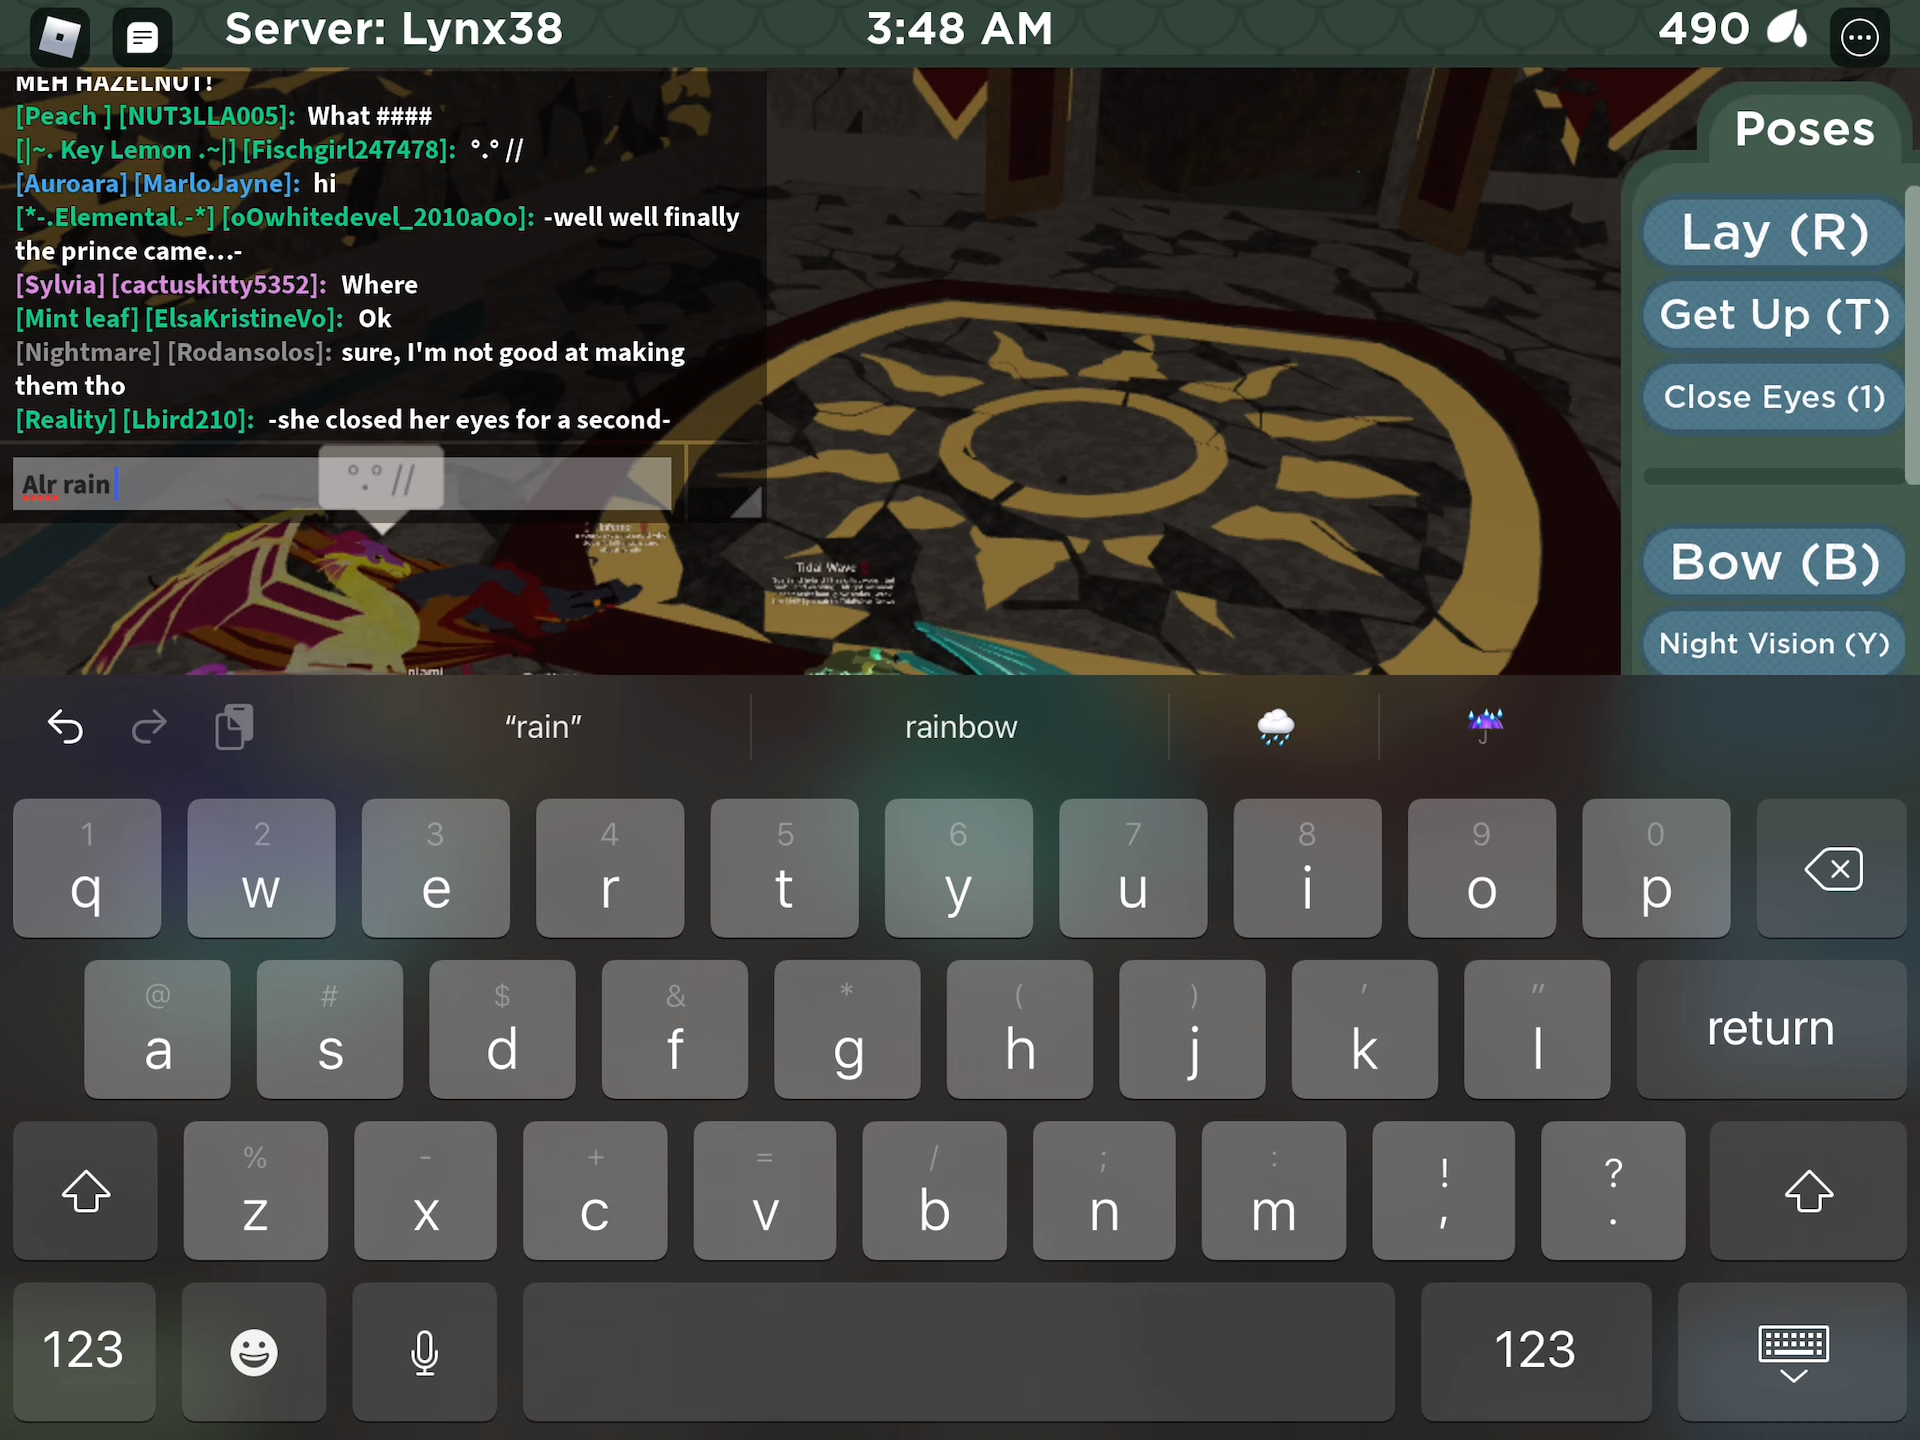 Server: Lynx38
3:48 AM
490
MEH HAZELNUT!
[Peach ] [NUT3LLA005]: What ####
[|~. Key Lemon .~|] [Fischgirl247478]: °.° //
[Auroara] [MarloJayne]: hi
[*-.Elemental.-*] [oOwhitedevel_2010aOo]: -well well finally
the prince came...-
[Sylvia] [cactuskitty5352]: Where
[Mint leaf] [ElsaKristineVo]: Ok
[Nightmare] [Rodansolos]: sure, I'm not good at making
them tho
[Reality] [Lbird210]: -she closed her eyes for a second-
Alr rain
°.° //
Tidal Wave
Poses
Lay (R)
Get Up (T)
Close Eyes (1)
Bow (B)
Night Vision (Y)
“rain” rainbow
1 2 3 4 5 6 7 8 9 0
q w e r t y u i o p
@ # $ & * ( ) ' "
a s d f g h j k l return
% - + = / ; : ! ?
z x c v b n m , .
123 123